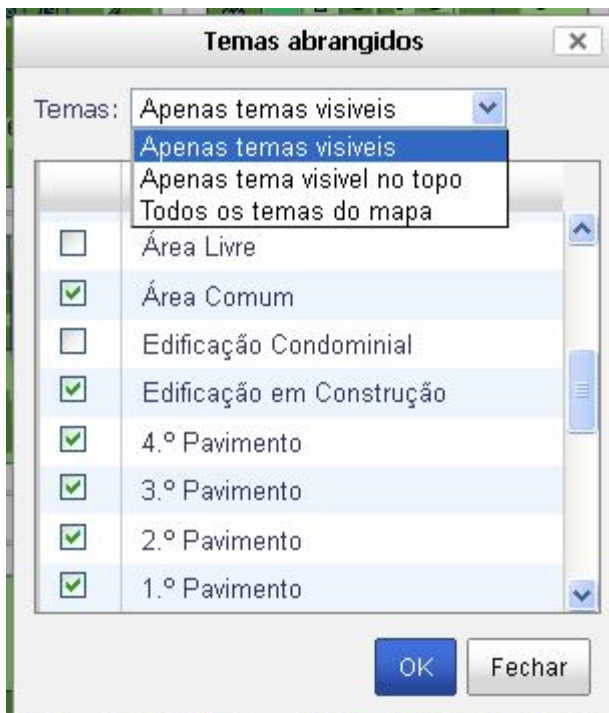 Temas abrangidos
Temas: Apenas temas visiveis
Apenas temas visiveis
Apenas tema visivel no topo
Todos os temas do mapa
Área Livre
Área Comum
Edificação Condominial
Edificação em Construção
4.º Pavimento
3.º Pavimento
2.º Pavimento
1.º Pavimento
OK Fechar